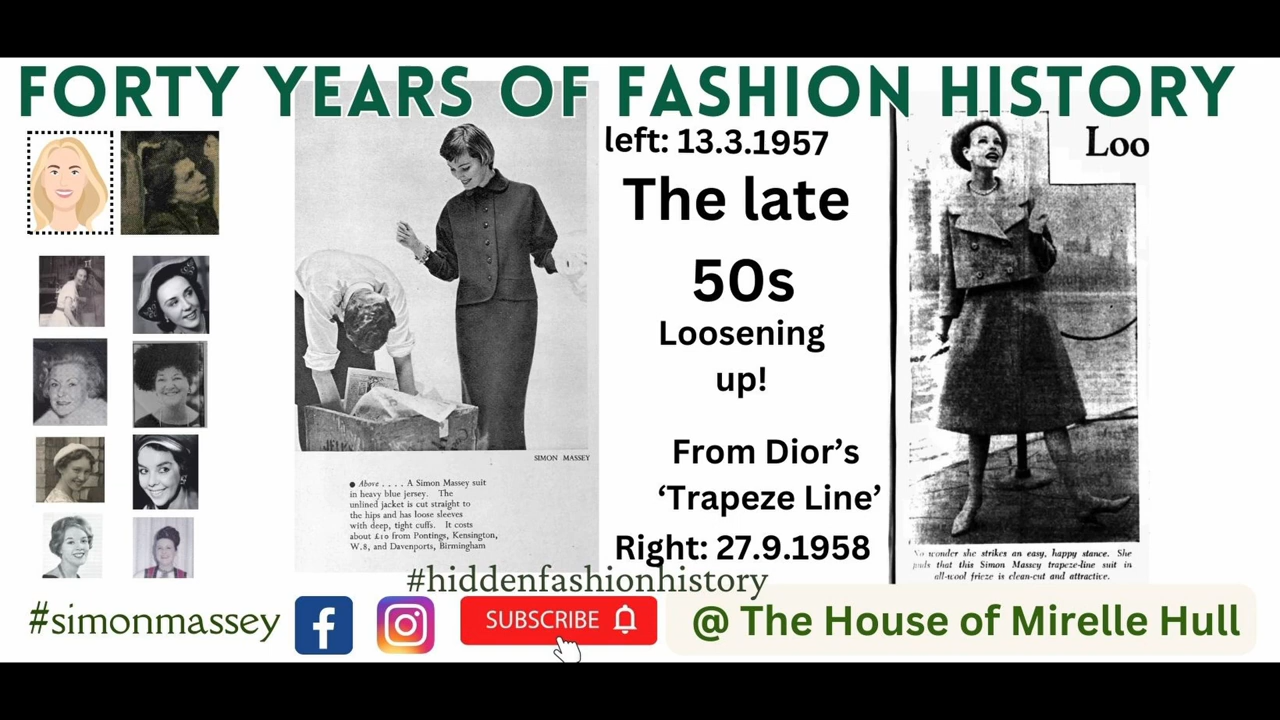 FORTY YEARS OF FASHION HISTORY
left: 13.3.1957
The late
50s
Loosening
up!
From Dior’s
‘Trapeze Line’
Right: 27.9.1958
SIMON MASSEY
● Above . . . . A Simon Massey suit
in heavy blue jersey. The
unlined jacket is cut straight to
the hips and has loose sleeves
with deep, tight cuffs. It costs
about £10 from Pontings, Kensington,
W.8, and Davenports, Birmingham
Loo
No wonder she strikes an easy, happy stance. She
that this Simon Massey trapeze-line suit in
all-wool frieze is clean-cut and attractive.
#hiddenfashionhistory
#simonmassey
SUBSCRIBE
@ The House of Mirelle Hull